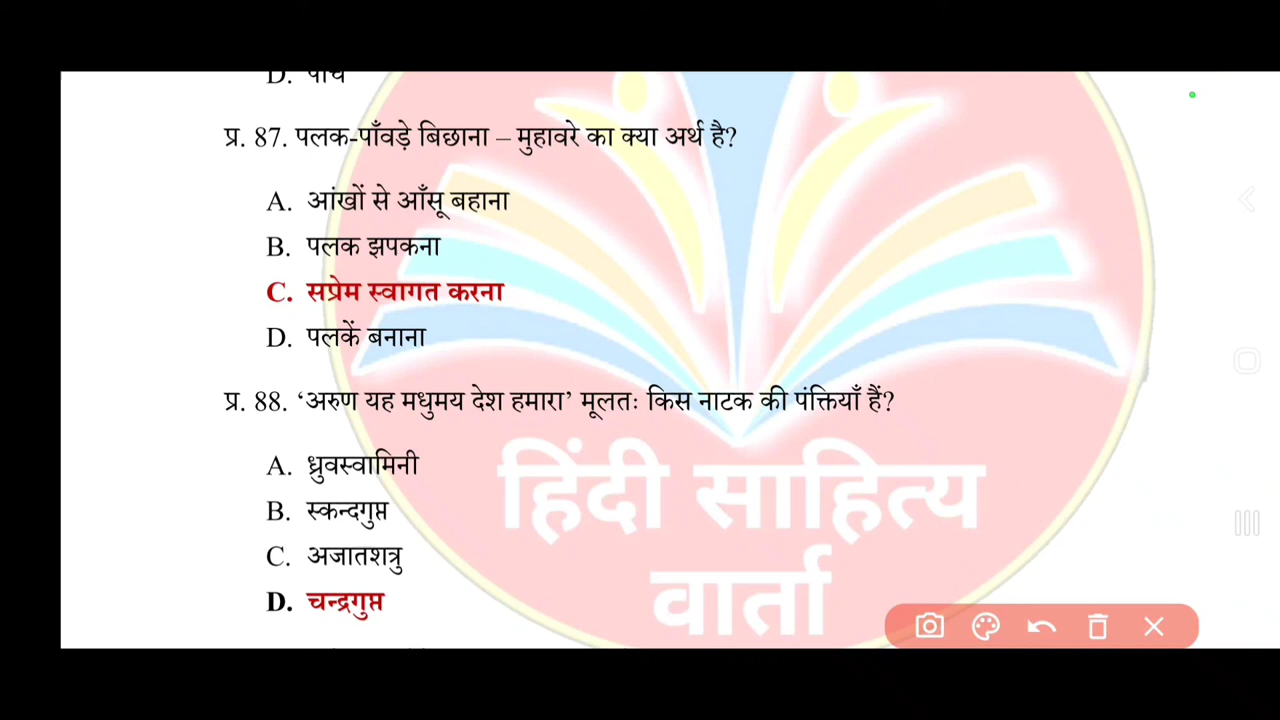 D. पाँच
प्र. 87. पलक-पाँवड़े बिछाना – मुहावरे का क्या अर्थ है?
A. आंखों से आँसू बहाना
B. पलक झपकना
C. सप्रेम स्वागत करना
D. पलकें बनाना
प्र. 88. ‘अरुण यह मधुमय देश हमारा’ मूलतः किस नाटक की पंक्तियाँ हैं?
A. ध्रुवस्वामिनी
B. स्कन्दगुप्त
C. अजातशत्रु
D. चन्द्रगुप्त
हिंदी साहित्य
वार्ता